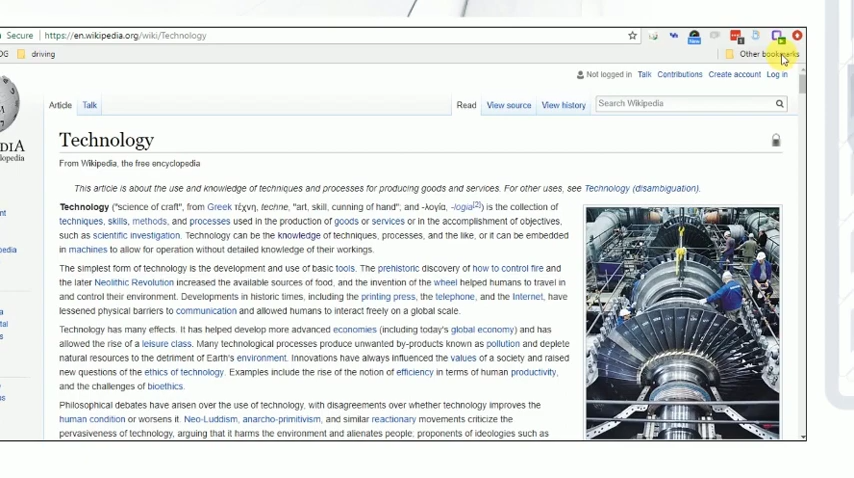 Secure https://en.wikipedia.org/wiki/Technology
driving
Other bookmarks
Not logged in Talk Contributions Create account Log in
Article Talk Read View source View history Search Wikipedia
Technology
From Wikipedia, the free encyclopedia
This article is about the use and knowledge of techniques and processes for producing goods and services. For other uses, see Technology (disambiguation).
Technology ("science of craft", from Greek τέχνη, techne, "art, skill, cunning of hand"; and -λογία, -logia[2]) is the collection of
techniques, skills, methods, and processes used in the production of goods or services or in the accomplishment of objectives,
such as scientific investigation. Technology can be the knowledge of techniques, processes, and the like, or it can be embedded
in machines to allow for operation without detailed knowledge of their workings.
The simplest form of technology is the development and use of basic tools. The prehistoric discovery of how to control fire and
the later Neolithic Revolution increased the available sources of food, and the invention of the wheel helped humans to travel in
and control their environment. Developments in historic times, including the printing press, the telephone, and the Internet, have
lessened physical barriers to communication and allowed humans to interact freely on a global scale.
Technology has many effects. It has helped develop more advanced economies (including today's global economy) and has
allowed the rise of a leisure class. Many technological processes produce unwanted by-products known as pollution and deplete
natural resources to the detriment of Earth's environment. Innovations have always influenced the values of a society and raised
new questions of the ethics of technology. Examples include the rise of the notion of efficiency in terms of human productivity,
and the challenges of bioethics.
Philosophical debates have arisen over the use of technology, with disagreements over whether technology improves the
human condition or worsens it. Neo-Luddism, anarcho-primitivism, and similar reactionary movements criticize the
pervasiveness of technology, arguing that it harms the environment and alienates people; proponents of ideologies such as